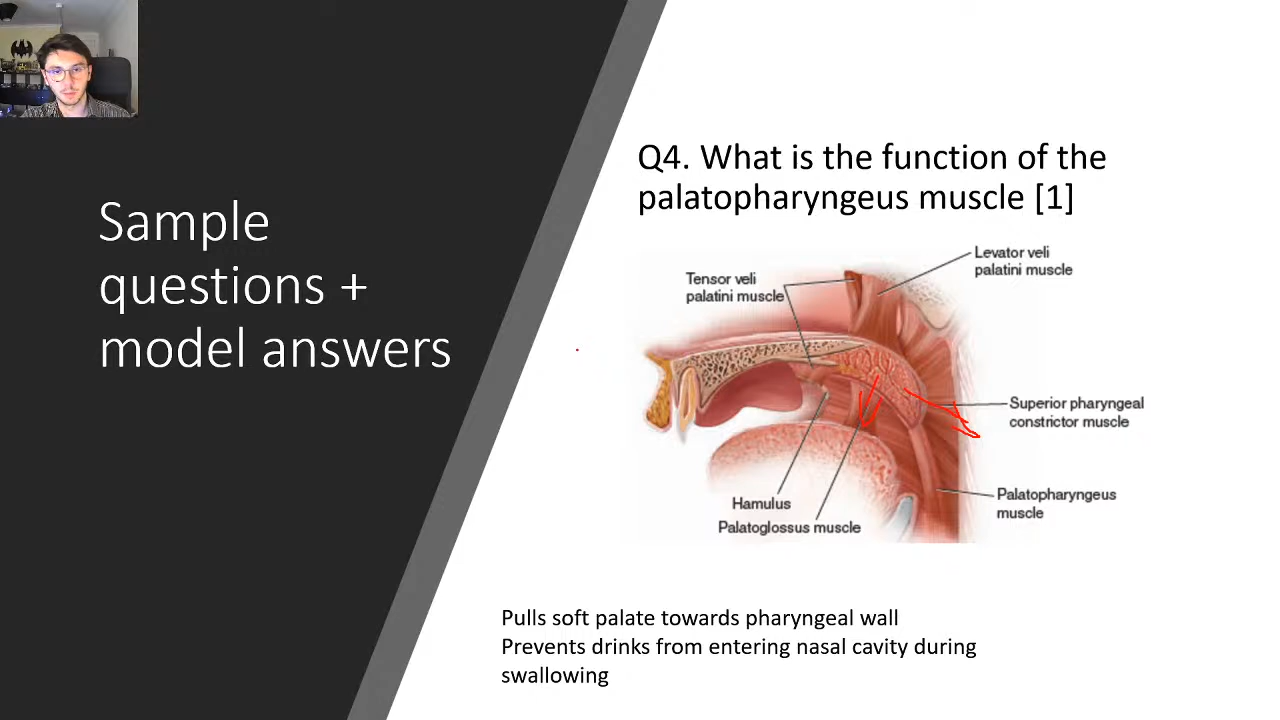 Sample
questions +
model answers
Q4. What is the function of the
palatopharyngeus muscle [1]
Levator veli
palatini muscle
Tensor veli
palatini muscle
Superior pharyngeal
constrictor muscle
Palatopharyngeus
muscle
Hamulus
Palatoglossus muscle
Pulls soft palate towards pharyngeal wall
Prevents drinks from entering nasal cavity during
swallowing